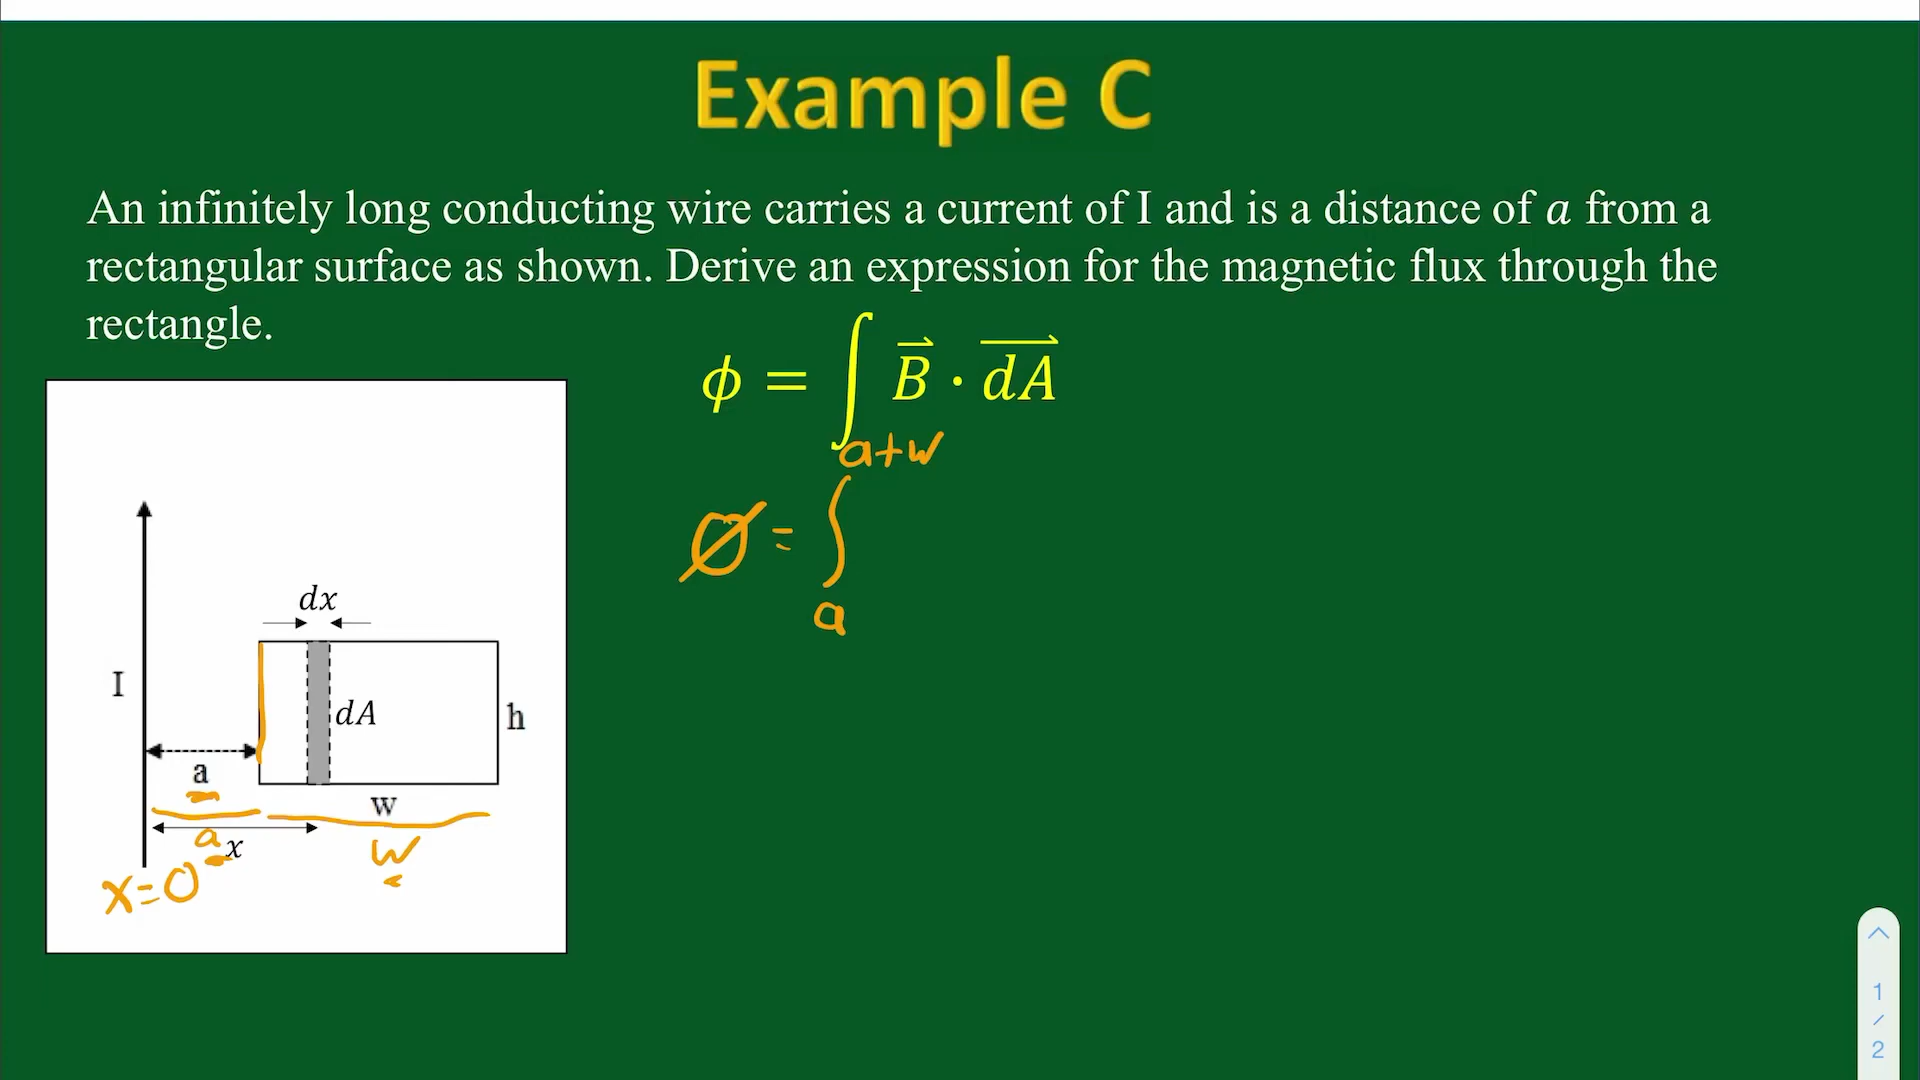 Example C
An infinitely long conducting wire carries a current of I and is a distance of a from a
rectangular surface as shown. Derive an expression for the magnetic flux through the
rectangle.
ϕ = ∫ B⃗ · dA⃗
a+w
Ø = ∫
a
dx
I
dA
h
a
w
a
x
w
x=0
1
/
2